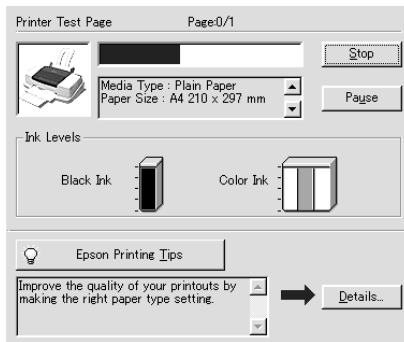 Printer Test Page Page:0/1
Stop
Media Type : Plain Paper
Paper Size : A4 210 x 297 mm
Pause
Ink Levels
Black Ink Color Ink
Epson Printing Tips
Improve the quality of your printouts by
making the right paper type setting.
Details...